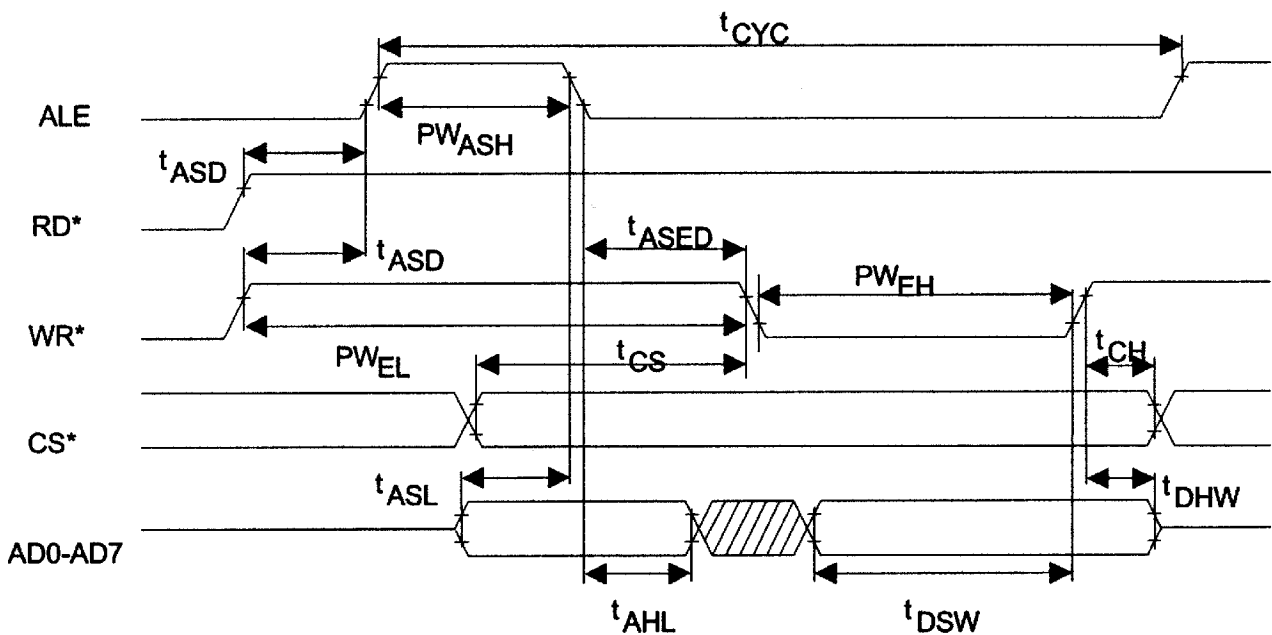 tCYC
ALE
PWASH
tASD
RD*
tASD
tASED
PWEH
WR*
PWEL
tCS
tCH
CS*
tASL
tDHW
AD0-AD7
tAHL
tDSW